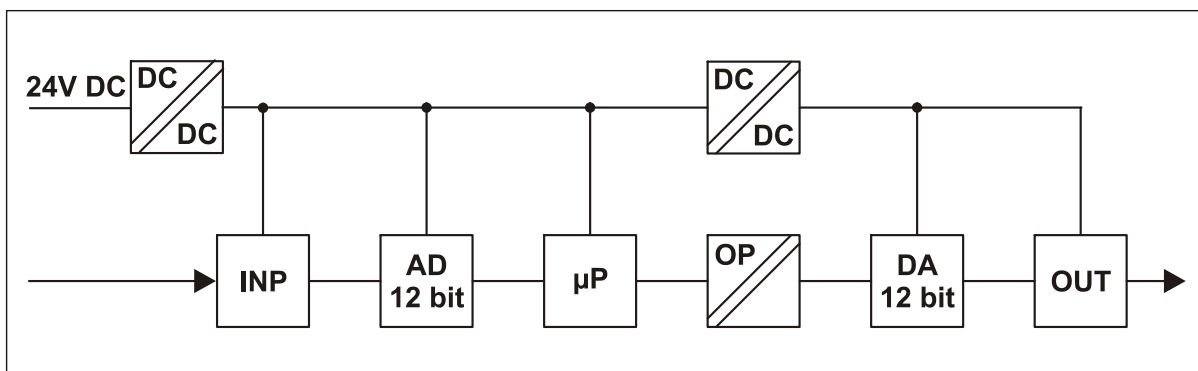 24V DC
DC
DC
DC
DC
INP
AD
12 bit
µP
OP
DA
12 bit
OUT